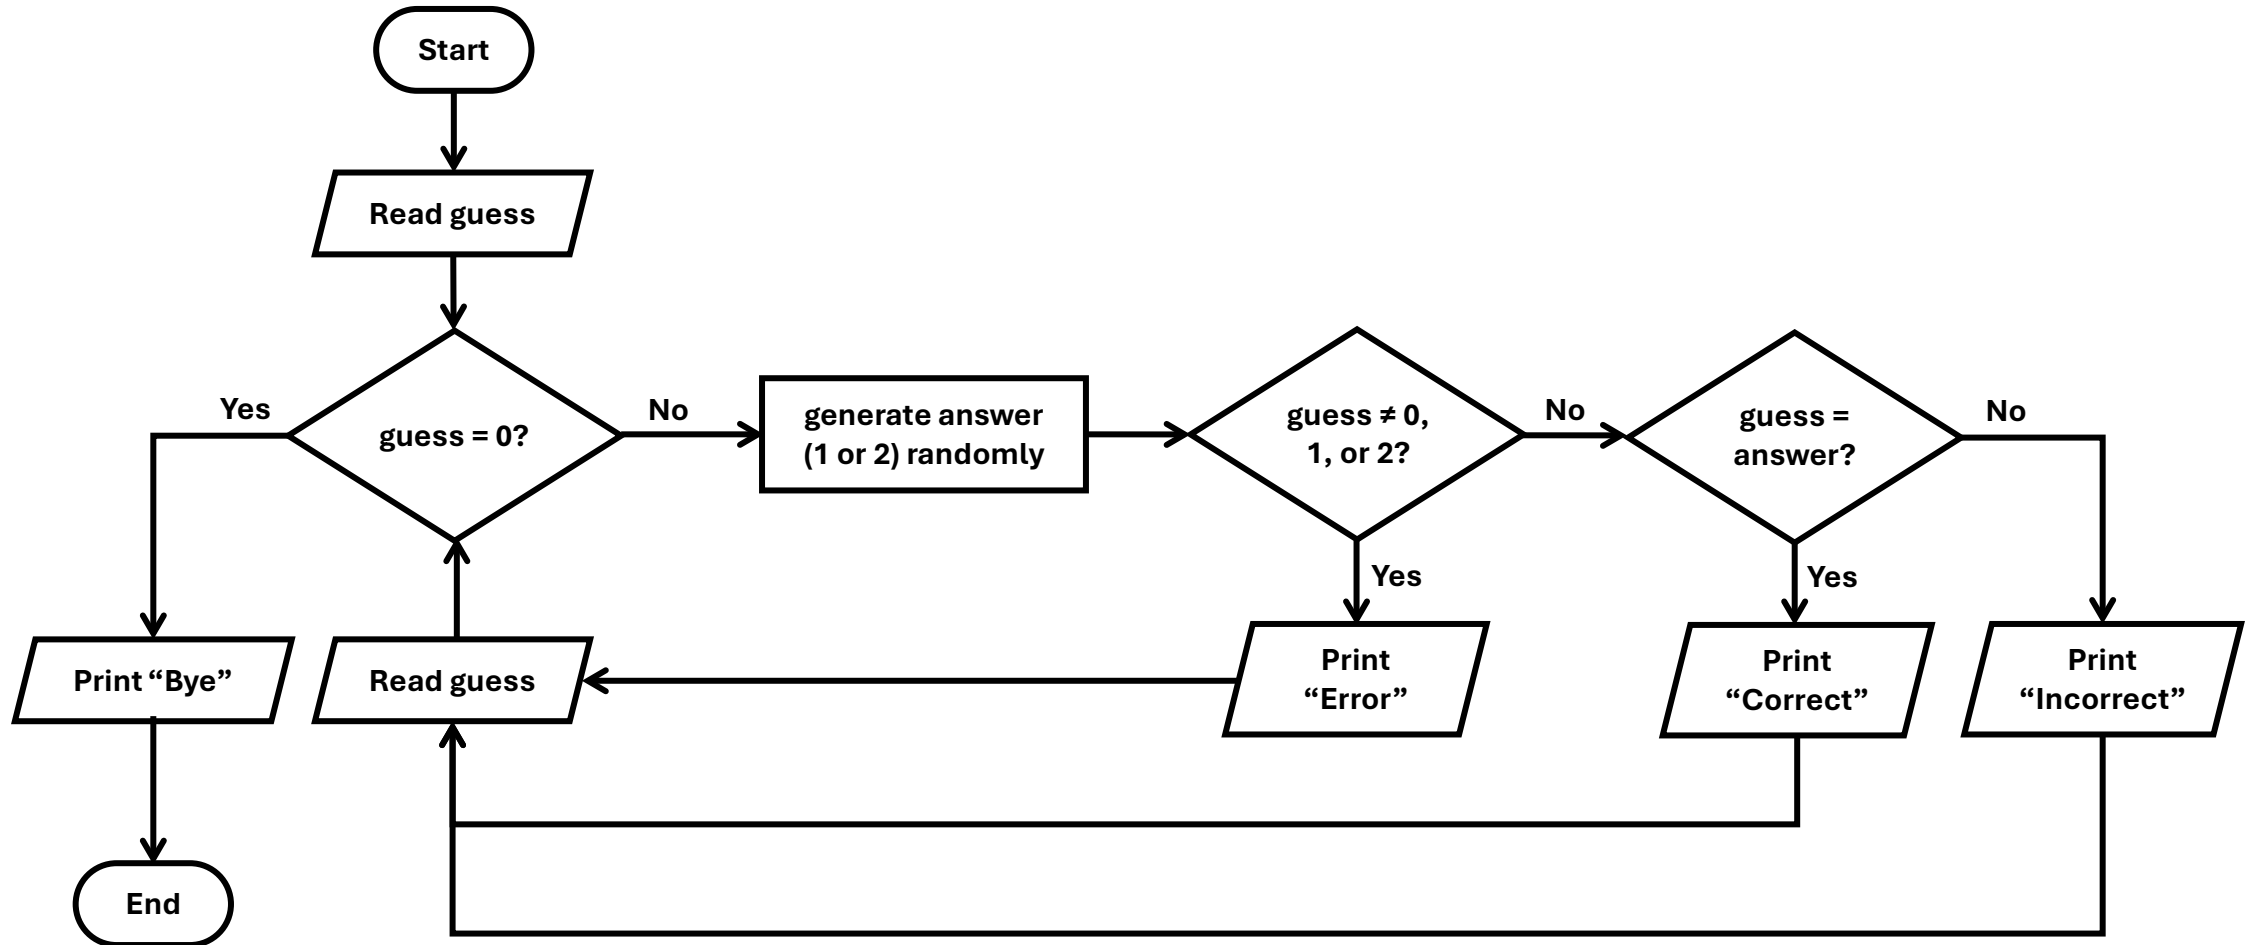 Start
Read guess
Yes
guess = 0?
No
generate answer
(1 or 2) randomly
guess ≠ 0,
1, or 2?
No
guess =
answer?
No
Yes
Yes
Print “Bye”
Read guess
Print
“Error”
Print
“Correct”
Print
“Incorrect”
End